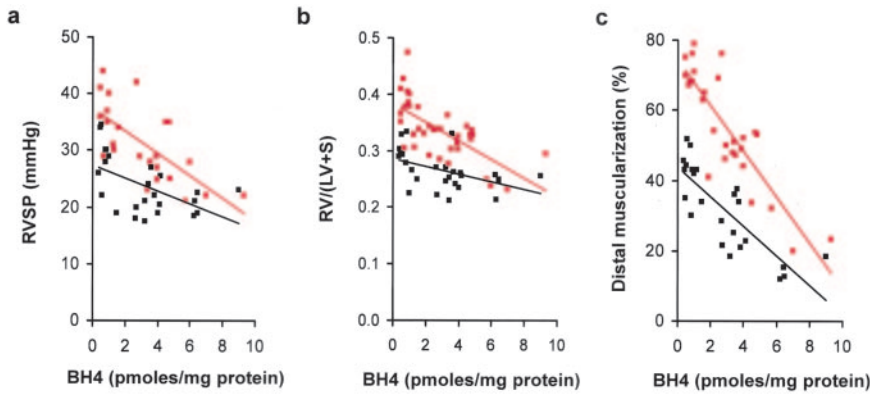 a
RVSP (mmHg)
50
40
30
20
10
0
0 2 4 6 8 10
BH4 (pmoles/mg protein)
b
RV/(LV+S)
0.5
0.4
0.3
0.2
0.1
0.0
0 2 4 6 8 10
BH4 (pmoles/mg protein)
c
Distal muscularization (%)
80
60
40
20
0
0 2 4 6 8 10
BH4 (pmoles/mg protein)